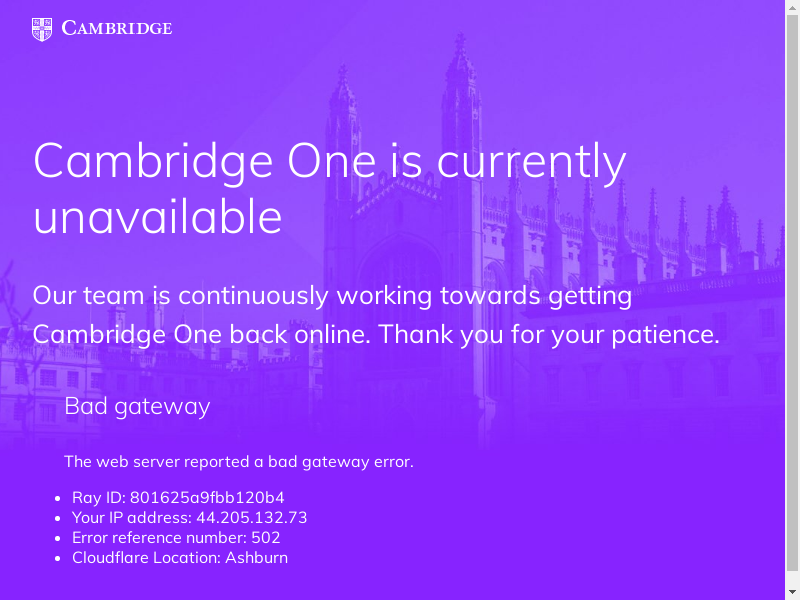 CAMBRIDGE
Cambridge One is currently
unavailable
Our team is continuously working towards getting
Cambridge One back online. Thank you for your patience.
Bad gateway
The web server reported a bad gateway error.
• Ray ID: 801625a9fbb120b4
• Your IP address: 44.205.132.73
• Error reference number: 502
• Cloudflare Location: Ashburn